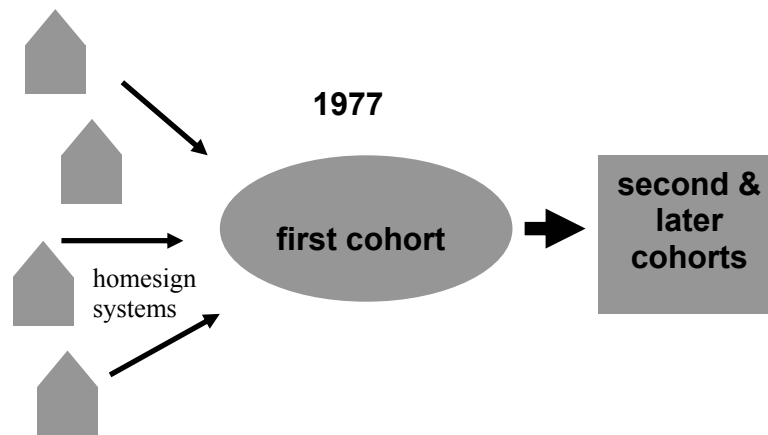 1977
first cohort
second &
later
cohorts
homesign
systems